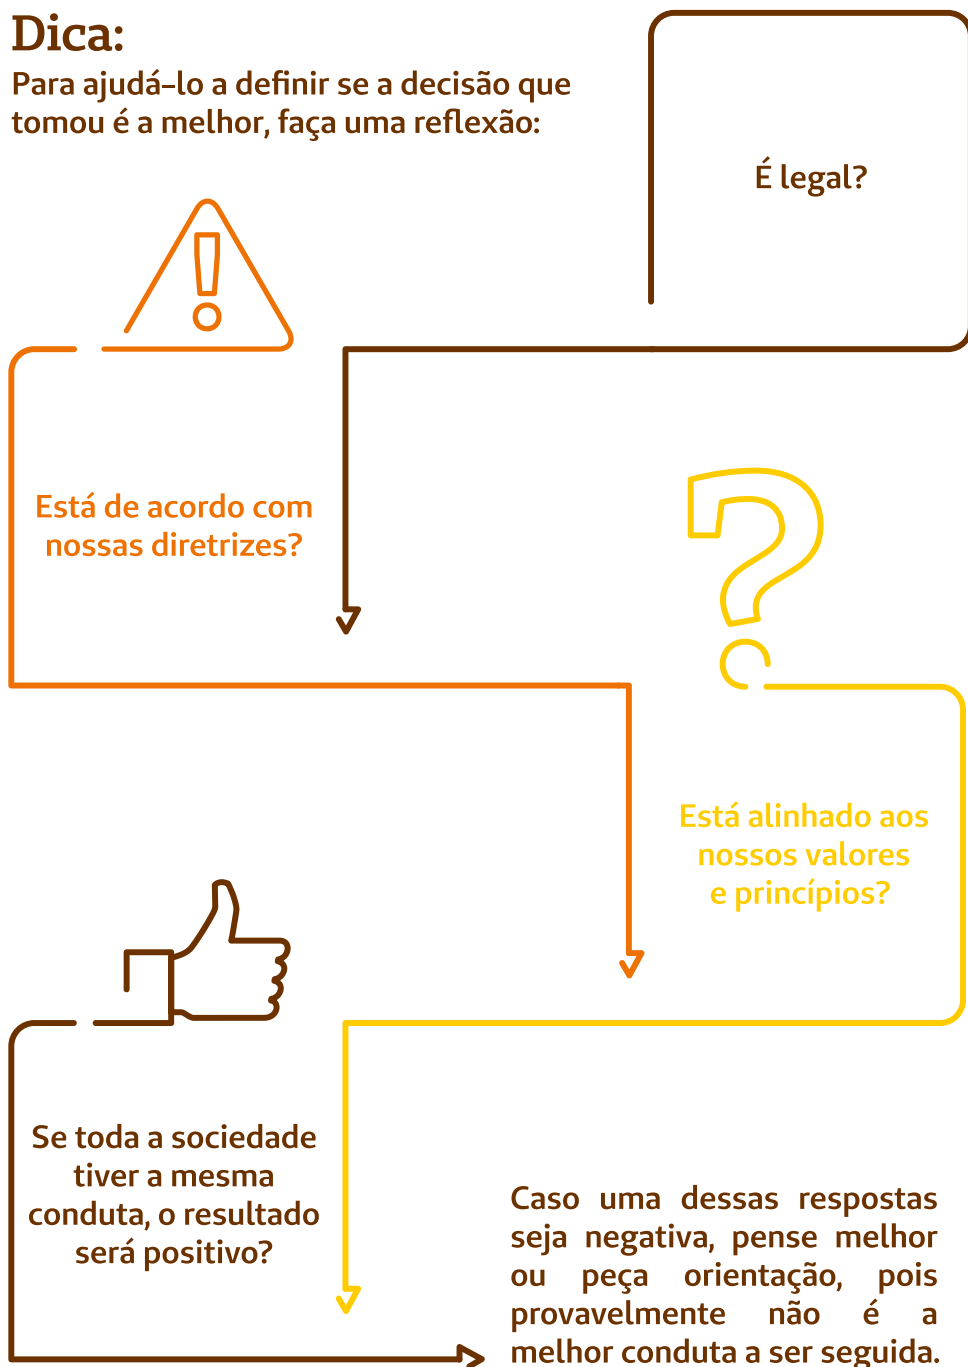 Dica:
Para ajudá-lo a definir se a decisão que
tomou é a melhor, faça uma reflexão:
É legal?
Está de acordo com
nossas diretrizes?
Está alinhado aos
nossos valores
e princípios?
Se toda a sociedade
tiver a mesma
conduta, o resultado
será positivo?
Caso uma dessas respostas
seja negativa, pense melhor
ou peça orientação, pois
provavelmente não é a
melhor conduta a ser seguida.